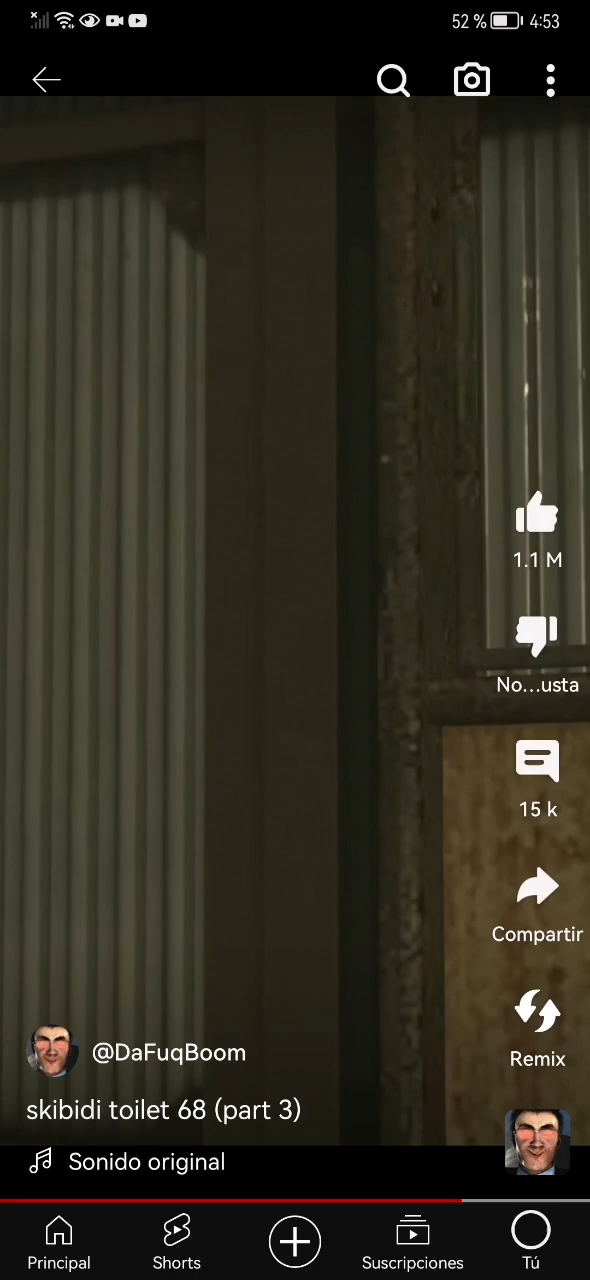 52 % 4:53
1.1 M
No...usta
15 k
Compartir
Remix
@DaFuqBoom
skibidi toilet 68 (part 3)
Sonido original
Principal
Shorts
Suscripciones
Tú